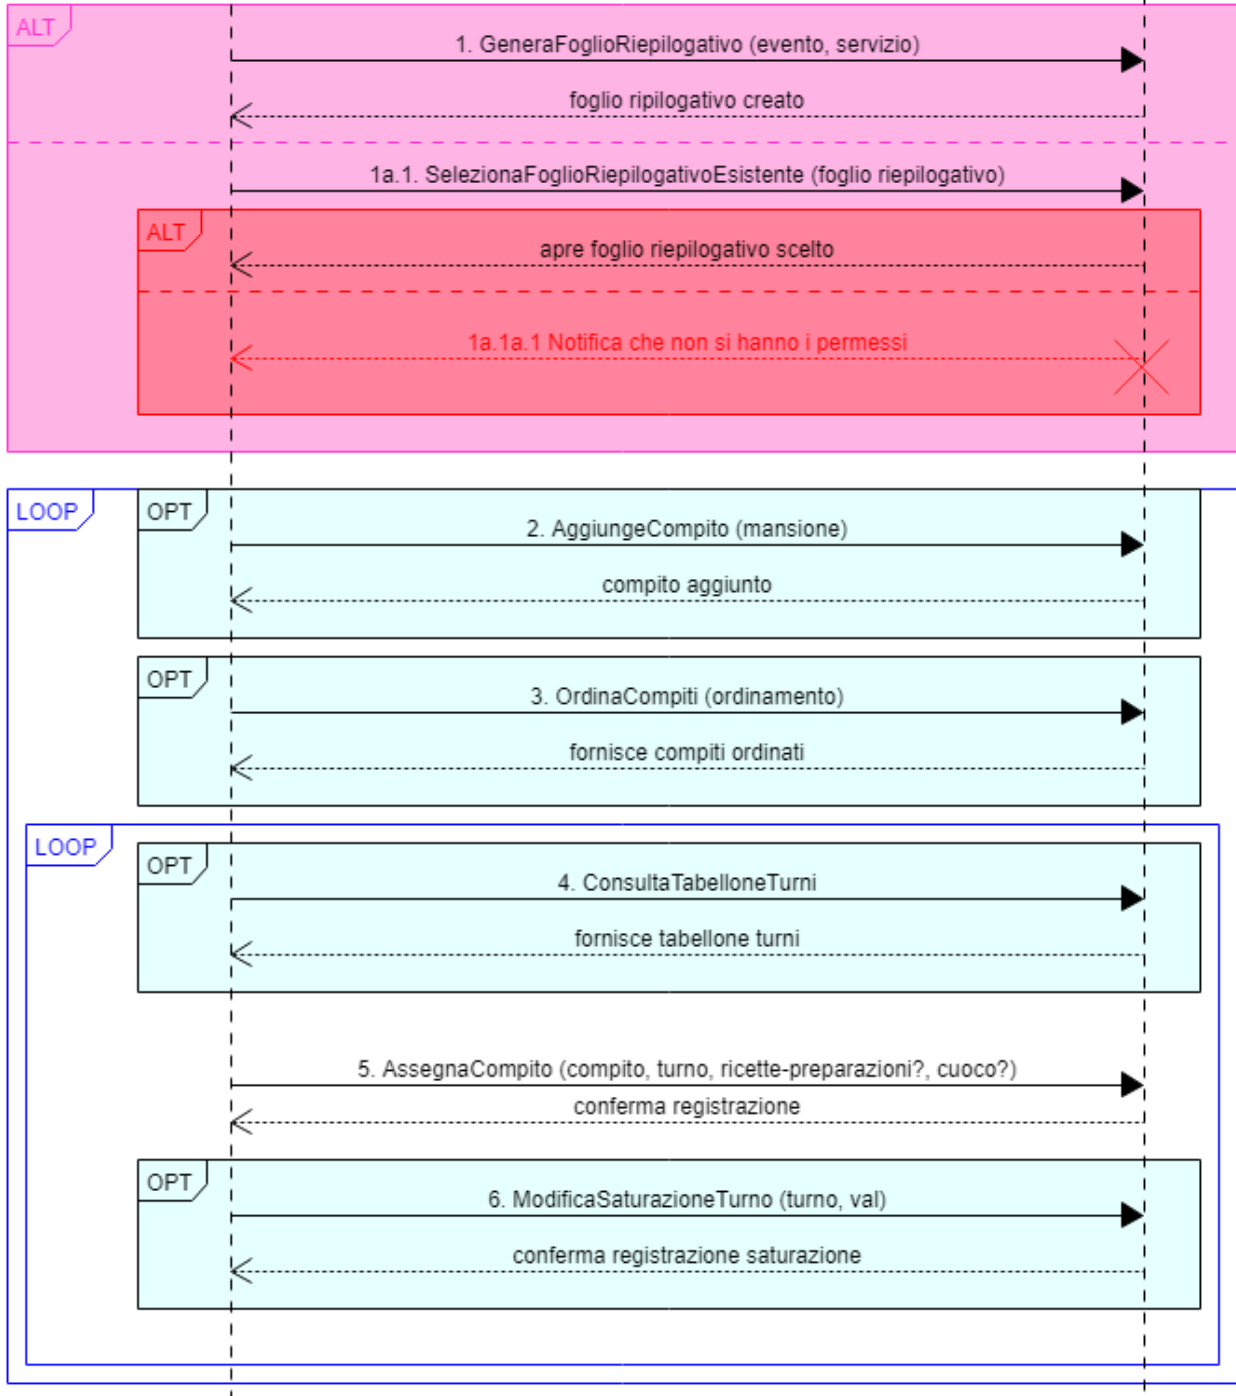 ALT
1. GeneraFoglioRiepilogativo (evento, servizio)
foglio ripilogativo creato
1a.1. SelezionaFoglioRiepilogativoEsistente (foglio riepilogativo)
ALT
apre foglio riepilogativo scelto
1a.1a.1 Notifica che non si hanno i permessi
LOOP
OPT
2. AggiungeCompito (mansione)
compito aggiunto
OPT
3. OrdinaCompiti (ordinamento)
fornisce compiti ordinati
LOOP
OPT
4. ConsultaTabelloneTurni
fornisce tabellone turni
5. AssegnaCompito (compito, turno, ricette-preparazioni?, cuoco?)
conferma registrazione
OPT
6. ModificaSaturazioneTurno (turno, val)
conferma registrazione saturazione